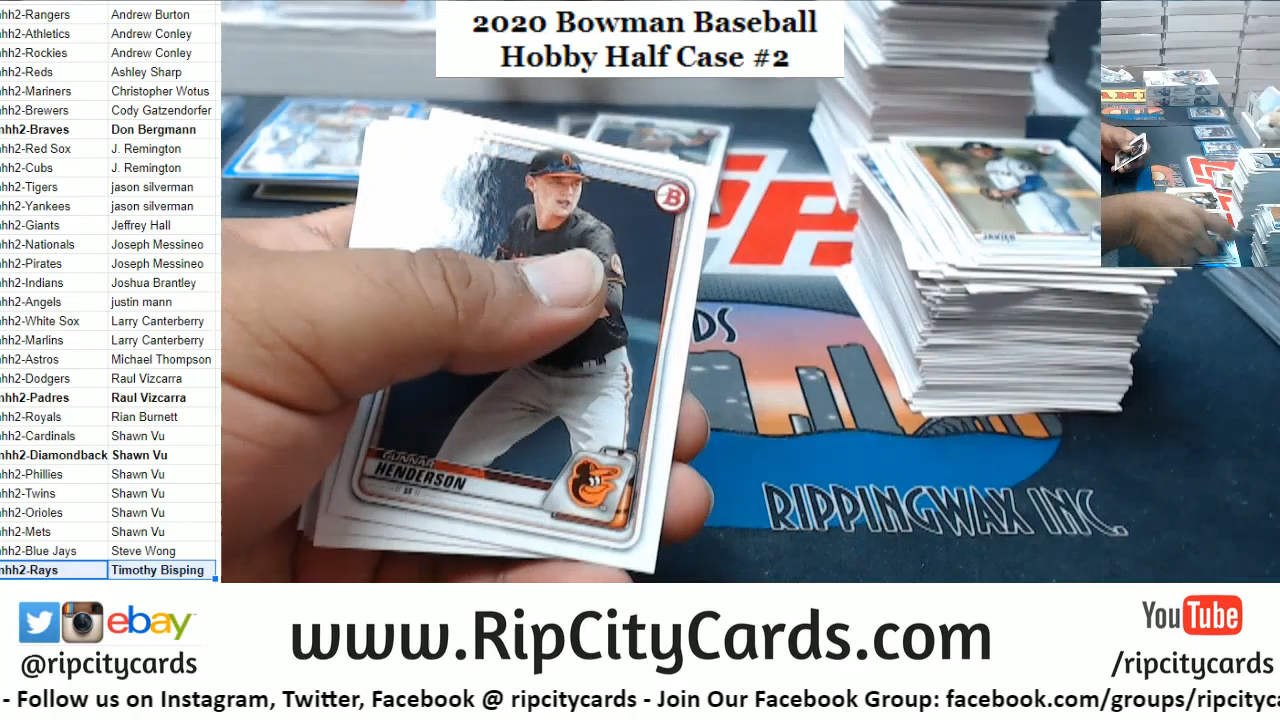 hh2-Rangers Andrew Burton
hh2-Athletics Andrew Conley
hh2-Rockies Andrew Conley
hh2-Reds Ashley Sharp
hh2-Mariners Christopher Wotus
hh2-Brewers Cody Gatzendorfer
nhh2-Braves Don Bergmann
hh2-Red Sox J. Remington
hh2-Cubs J. Remington
hh2-Tigers jason silverman
hh2-Yankees jason silverman
hh2-Giants Jeffrey Hall
hh2-Nationals Joseph Messineo
hh2-Pirates Joseph Messineo
hh2-Indians Joshua Brantley
hh2-Angels justin mann
hh2-White Sox Larry Canterberry
hh2-Marlins Larry Canterberry
hh2-Astros Michael Thompson
hh2-Dodgers Raul Vizcarra
nhh2-Padres Raul Vizcarra
hh2-Royals Rian Burnett
hh2-Cardinals Shawn Vu
nhh2-Diamondback Shawn Vu
hh2-Phillies Shawn Vu
hh2-Twins Shawn Vu
hh2-Orioles Shawn Vu
hh2-Mets Shawn Vu
hh2-Blue Jays Steve Wong
nhh2-Rays Timothy Bisping
2020 Bowman Baseball
Hobby Half Case #2
B
GUNNAR
HENDERSON
JAVIER
DS
RIPPINGWAX INC.
ebay
@ripcitycards
www.RipCityCards.com
YouTube
/ripcitycards
- Follow us on Instagram, Twitter, Facebook @ ripcitycards - Join Our Facebook Group: facebook.com/groups/ripcityca